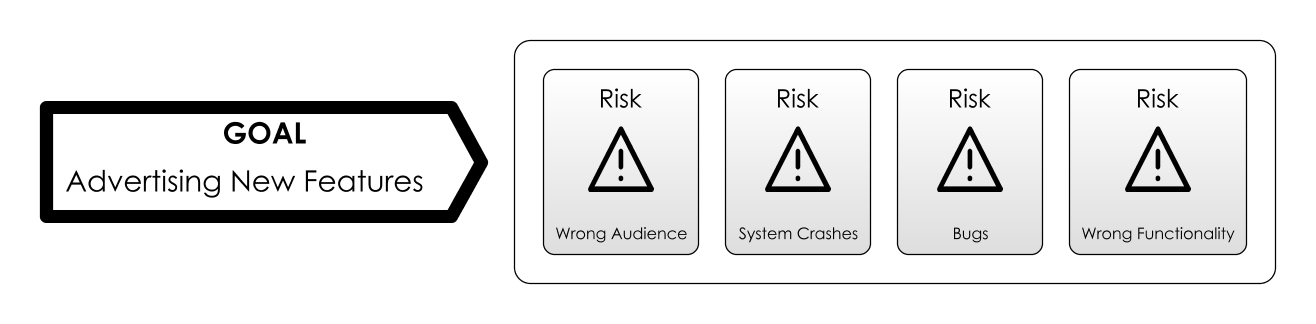 GOAL
Advertising New Features
Risk
Wrong Audience
Risk
System Crashes
Risk
Bugs
Risk
Wrong Functionality